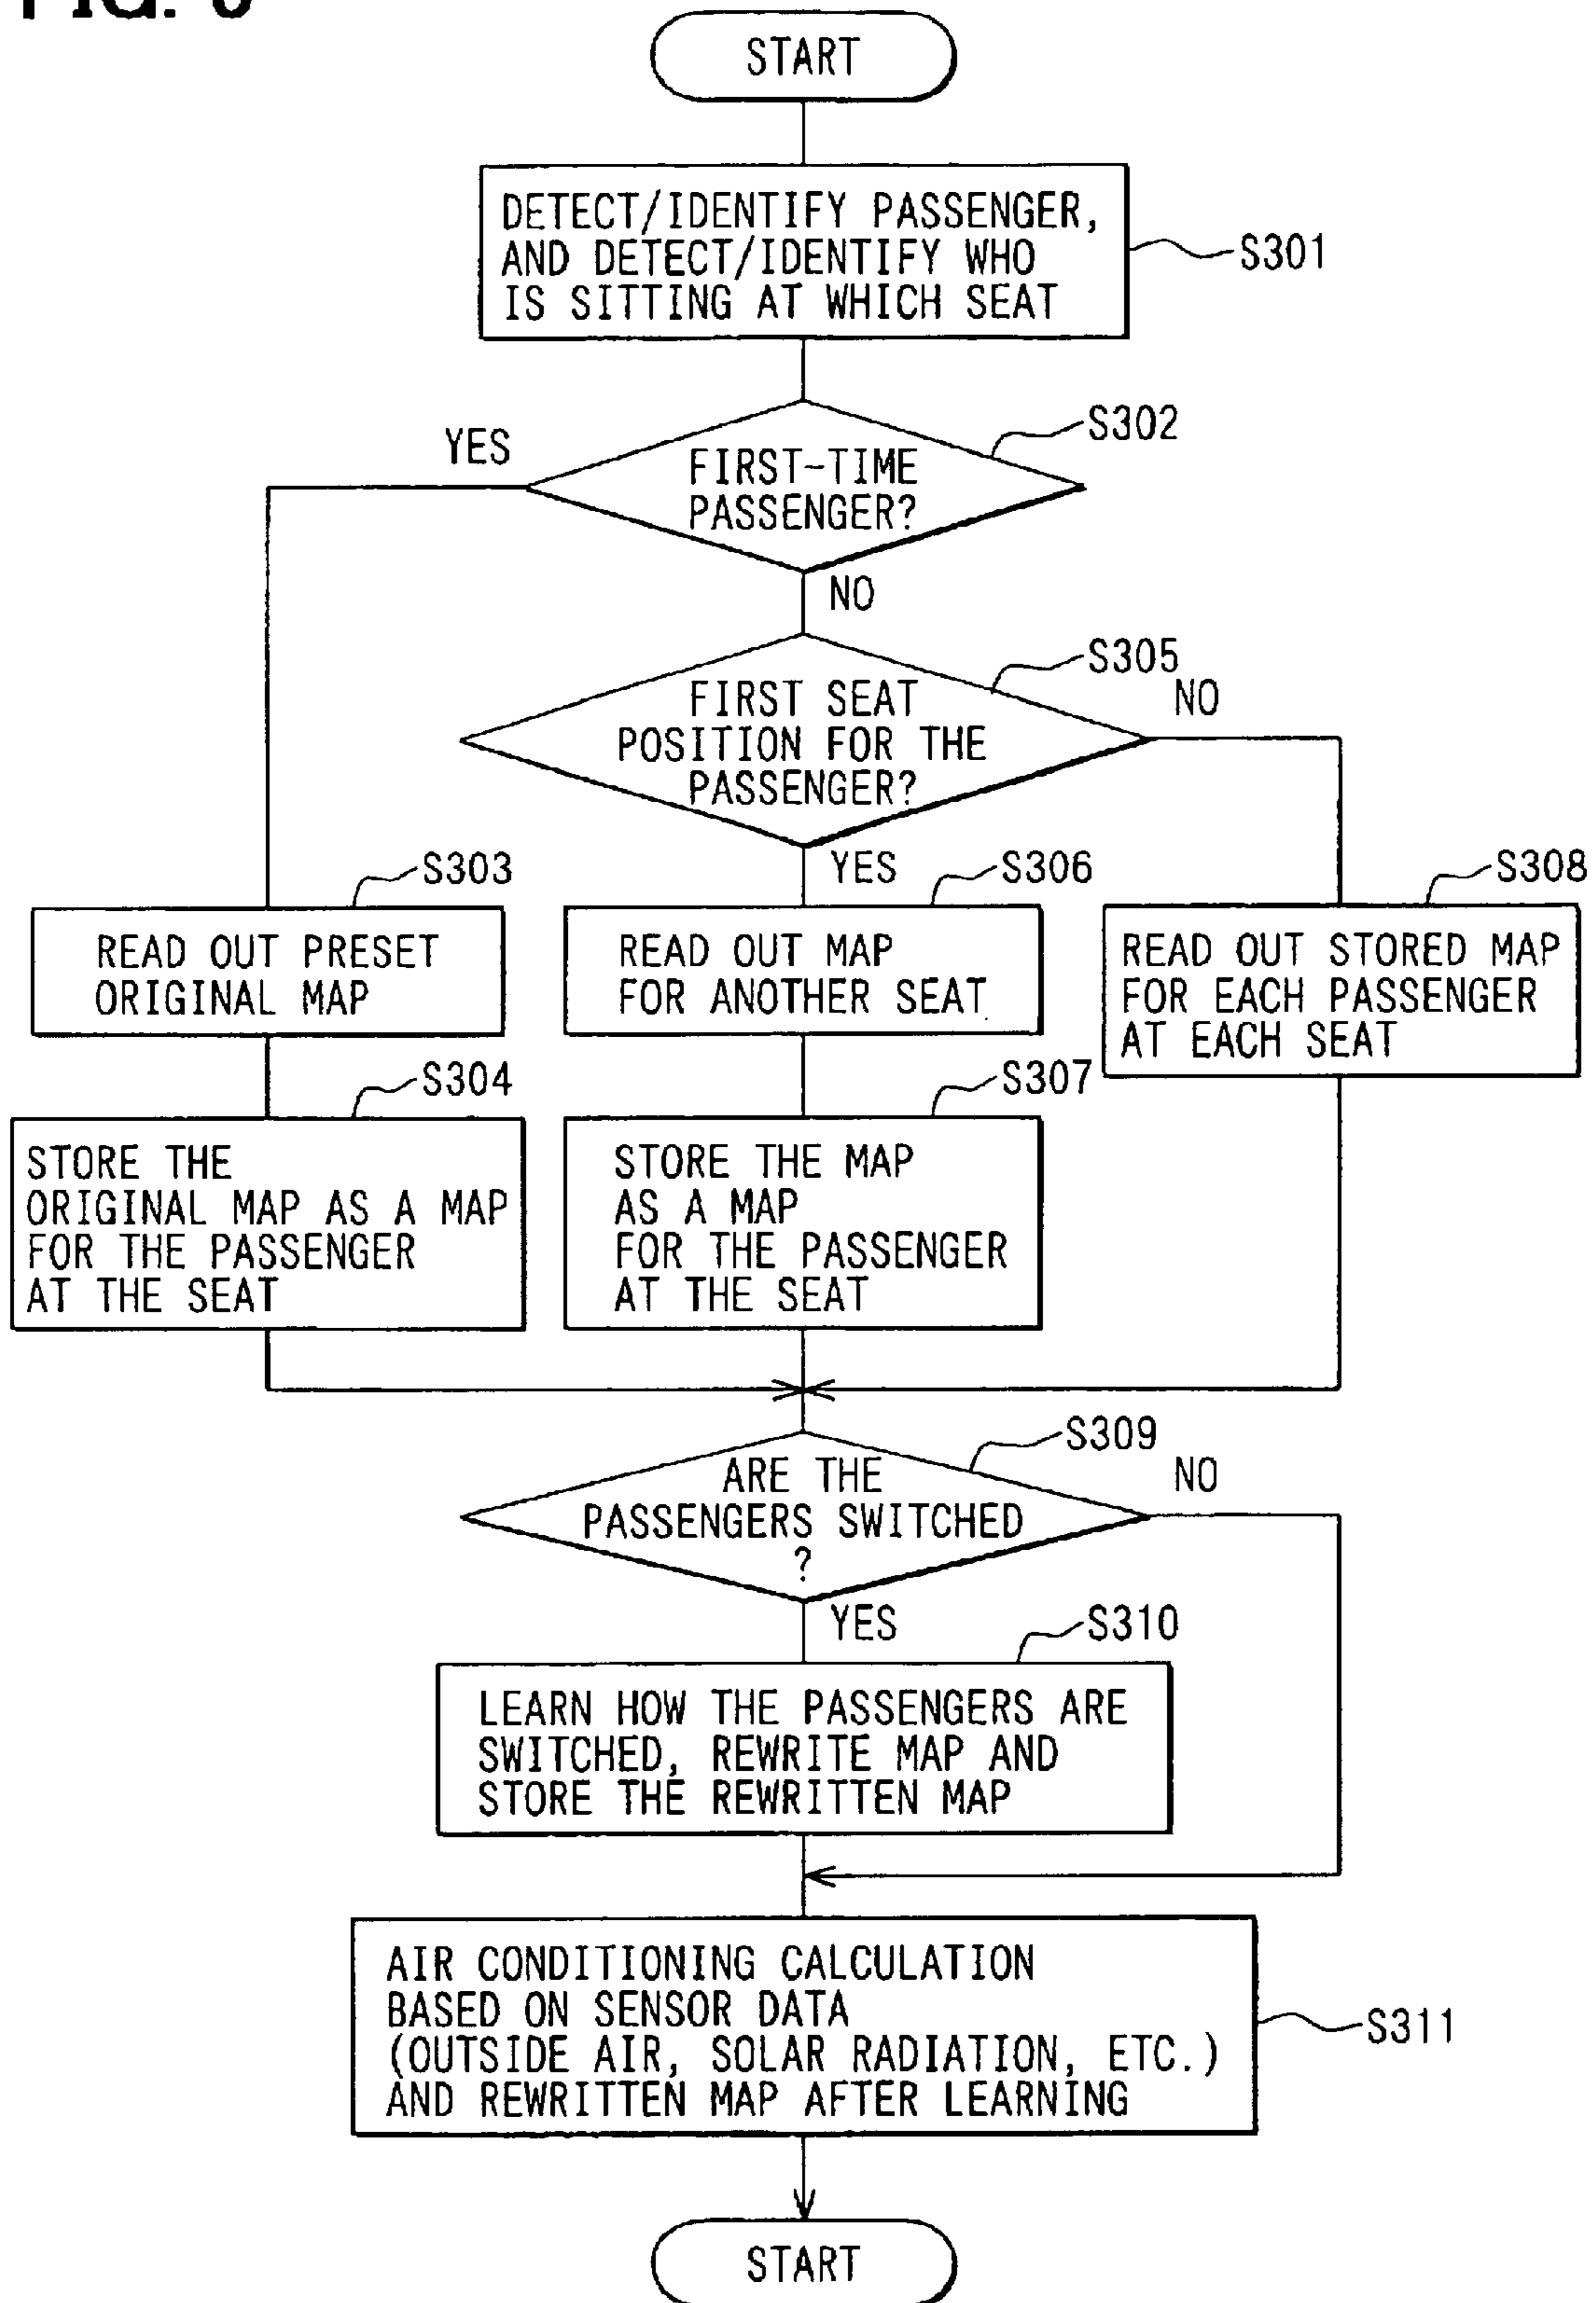 START
DETECT/IDENTIFY PASSENGER,
AND DETECT/IDENTIFY WHO
IS SITTING AT WHICH SEAT
S301
S302
YES
FIRST-TIME
PASSENGER?
NO
S305
NO
FIRST SEAT
POSITION FOR THE
PASSENGER?
YES
S303
READ OUT PRESET
ORIGINAL MAP
S306
READ OUT MAP
FOR ANOTHER SEAT
S308
READ OUT STORED MAP
FOR EACH PASSENGER
AT EACH SEAT
S304
STORE THE
ORIGINAL MAP AS A MAP
FOR THE PASSENGER
AT THE SEAT
S307
STORE THE MAP
AS A MAP
FOR THE PASSENGER
AT THE SEAT
S309
NO
ARE THE
PASSENGERS SWITCHED
?
YES
S310
LEARN HOW THE PASSENGERS ARE
SWITCHED, REWRITE MAP AND
STORE THE REWRITTEN MAP
AIR CONDITIONING CALCULATION
BASED ON SENSOR DATA
(OUTSIDE AIR, SOLAR RADIATION, ETC.)
AND REWRITTEN MAP AFTER LEARNING
S311
START